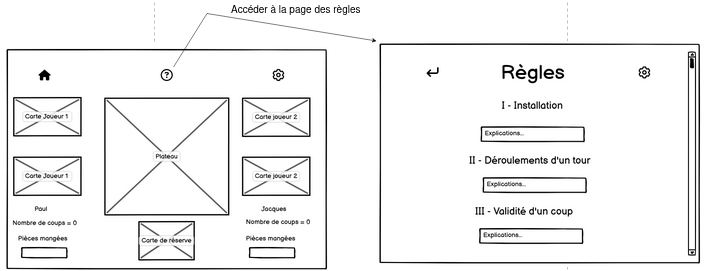 Accéder à la page des règles
?
Carte Joueur 1
Plateau
Carte joueur 2
Carte Joueur 1
Carte joueur 2
Paul
Jacques
Nombre de coups = 0
Nombre de coups = 0
Carte de réserve
Pièces mangées
Pièces mangées
Règles
I - Installation
Explications...
II - Déroulements d'un tour
Explications...
III - Validité d'un coup
Explications...